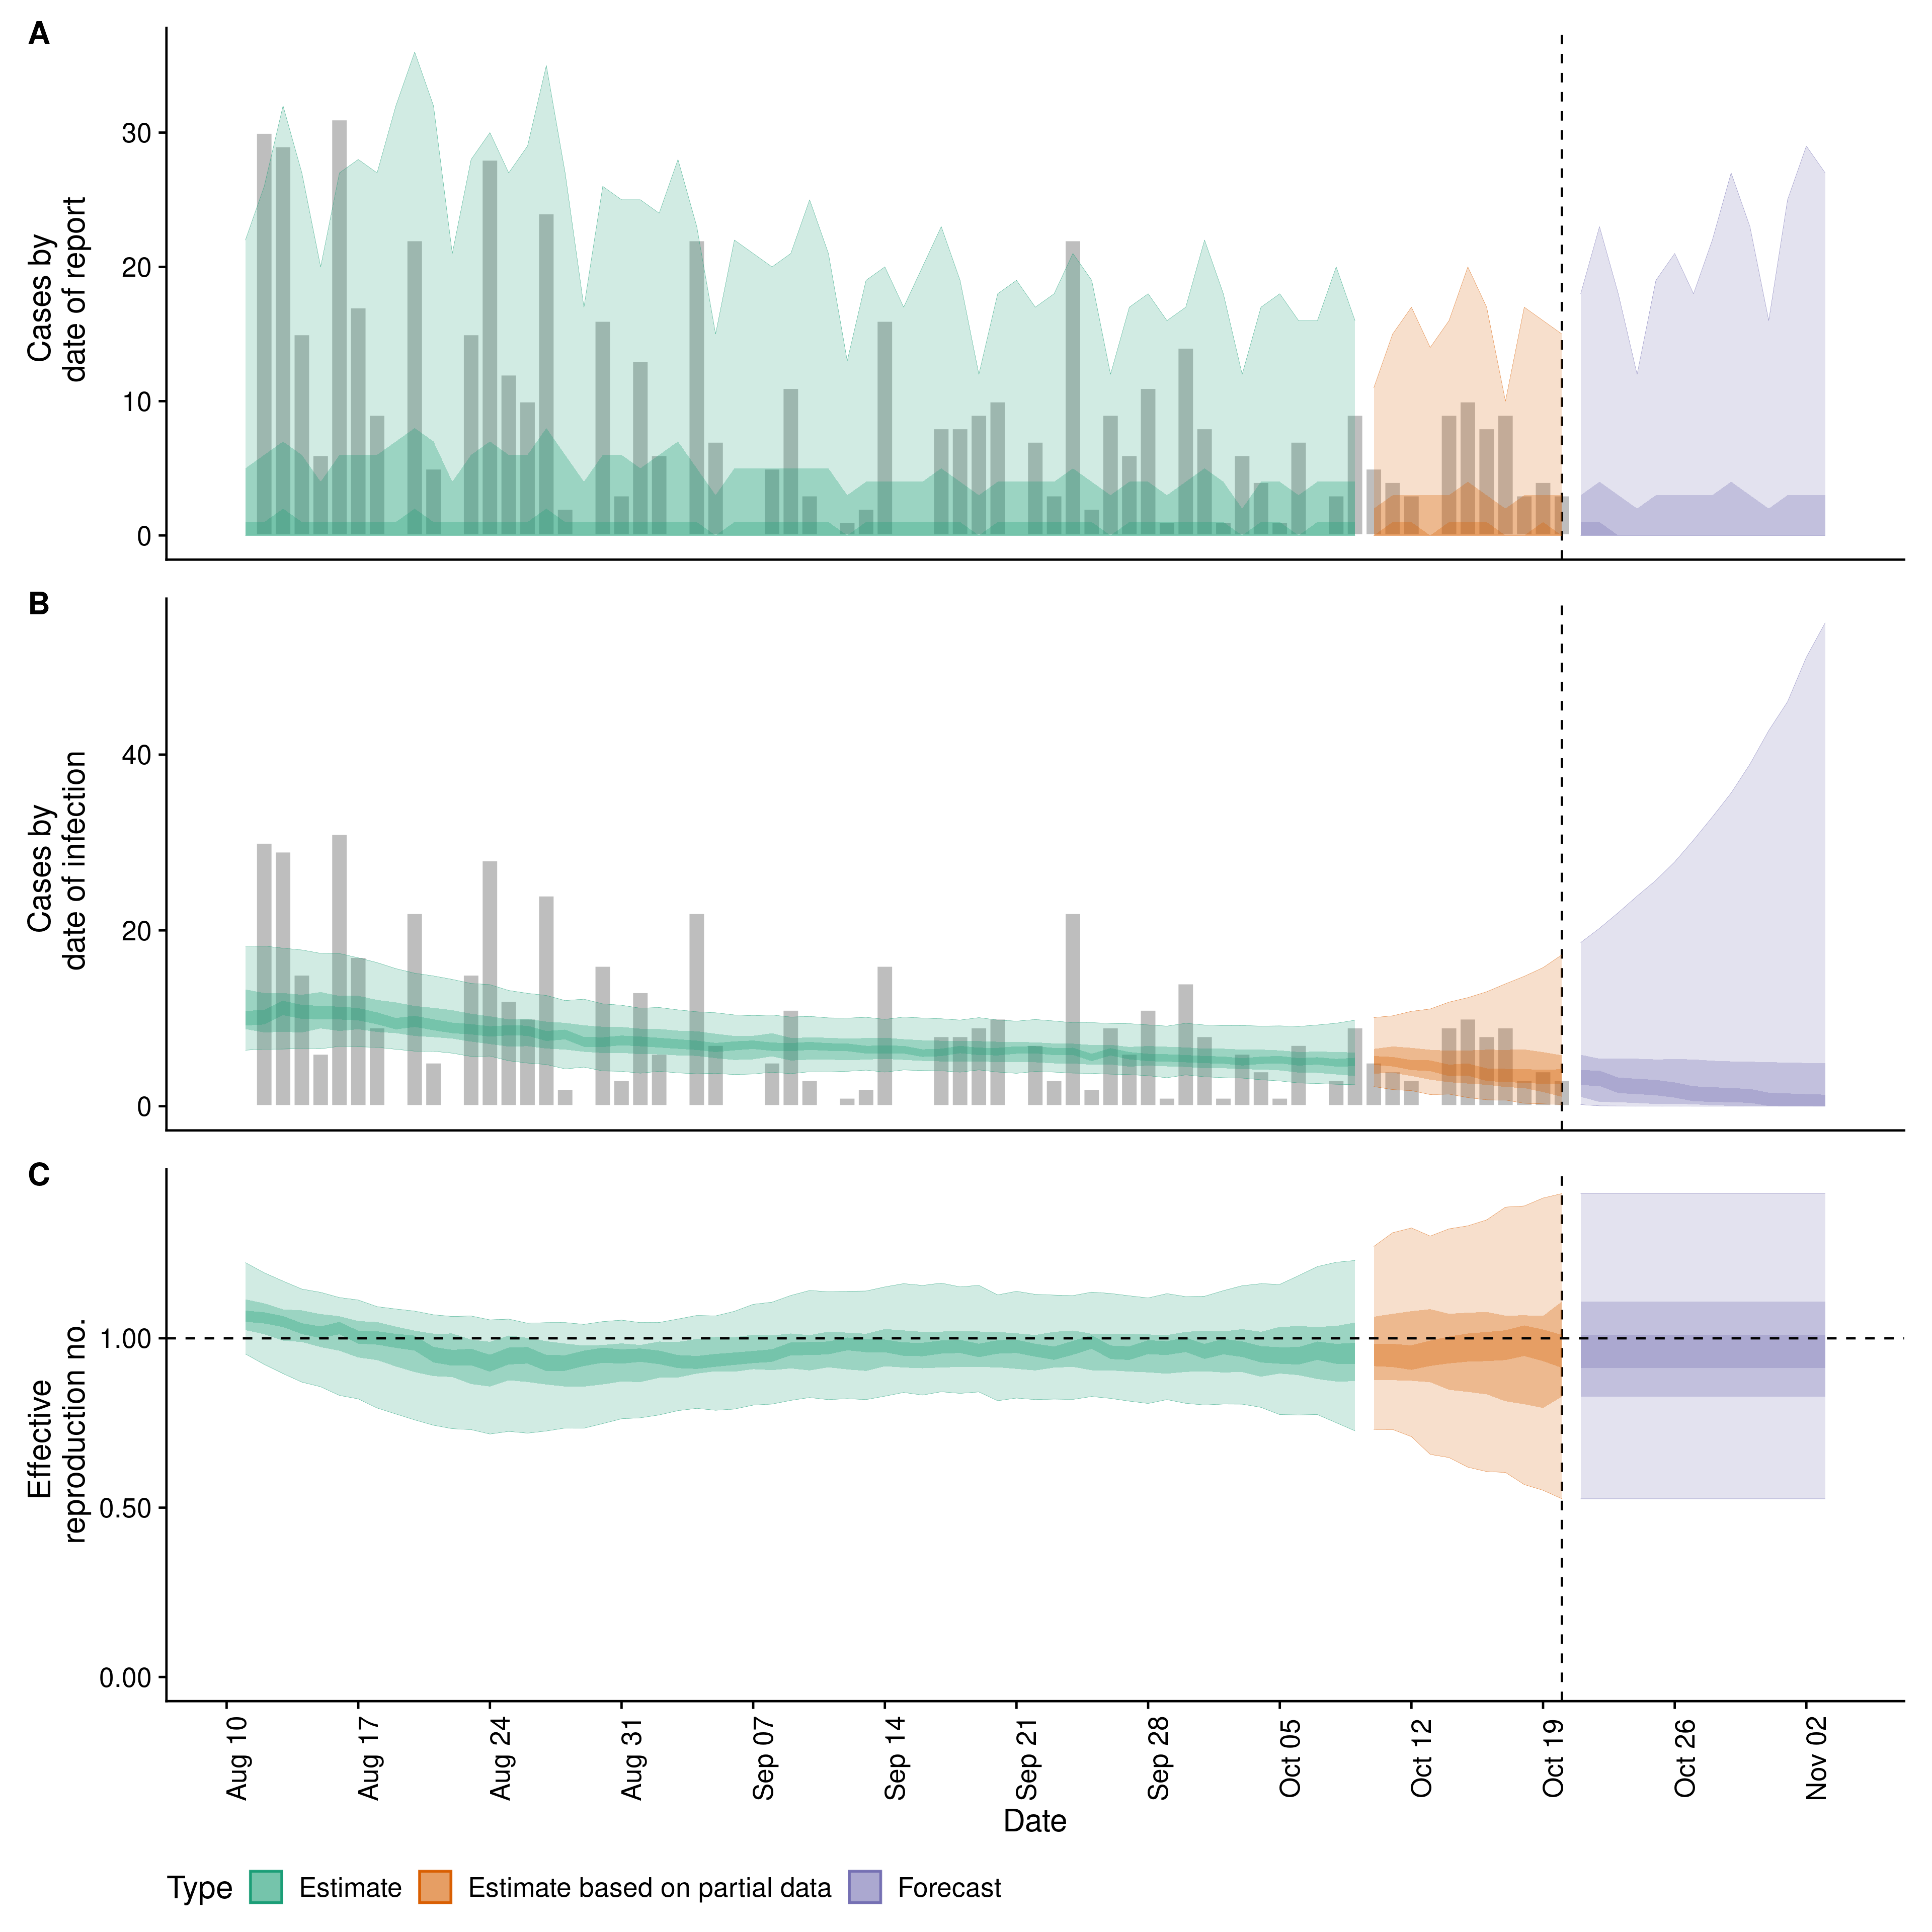 A
Cases by
date of report
30
20
10
0
B
Cases by
date of infection
40
20
0
C
Effective
reproduction no.
1.00
0.50
0.00
Aug 10
Aug 17
Aug 24
Aug 31
Sep 07
Sep 14
Sep 21
Sep 28
Oct 05
Oct 12
Oct 19
Oct 26
Nov 02
Date
Type Estimate Estimate based on partial data Forecast